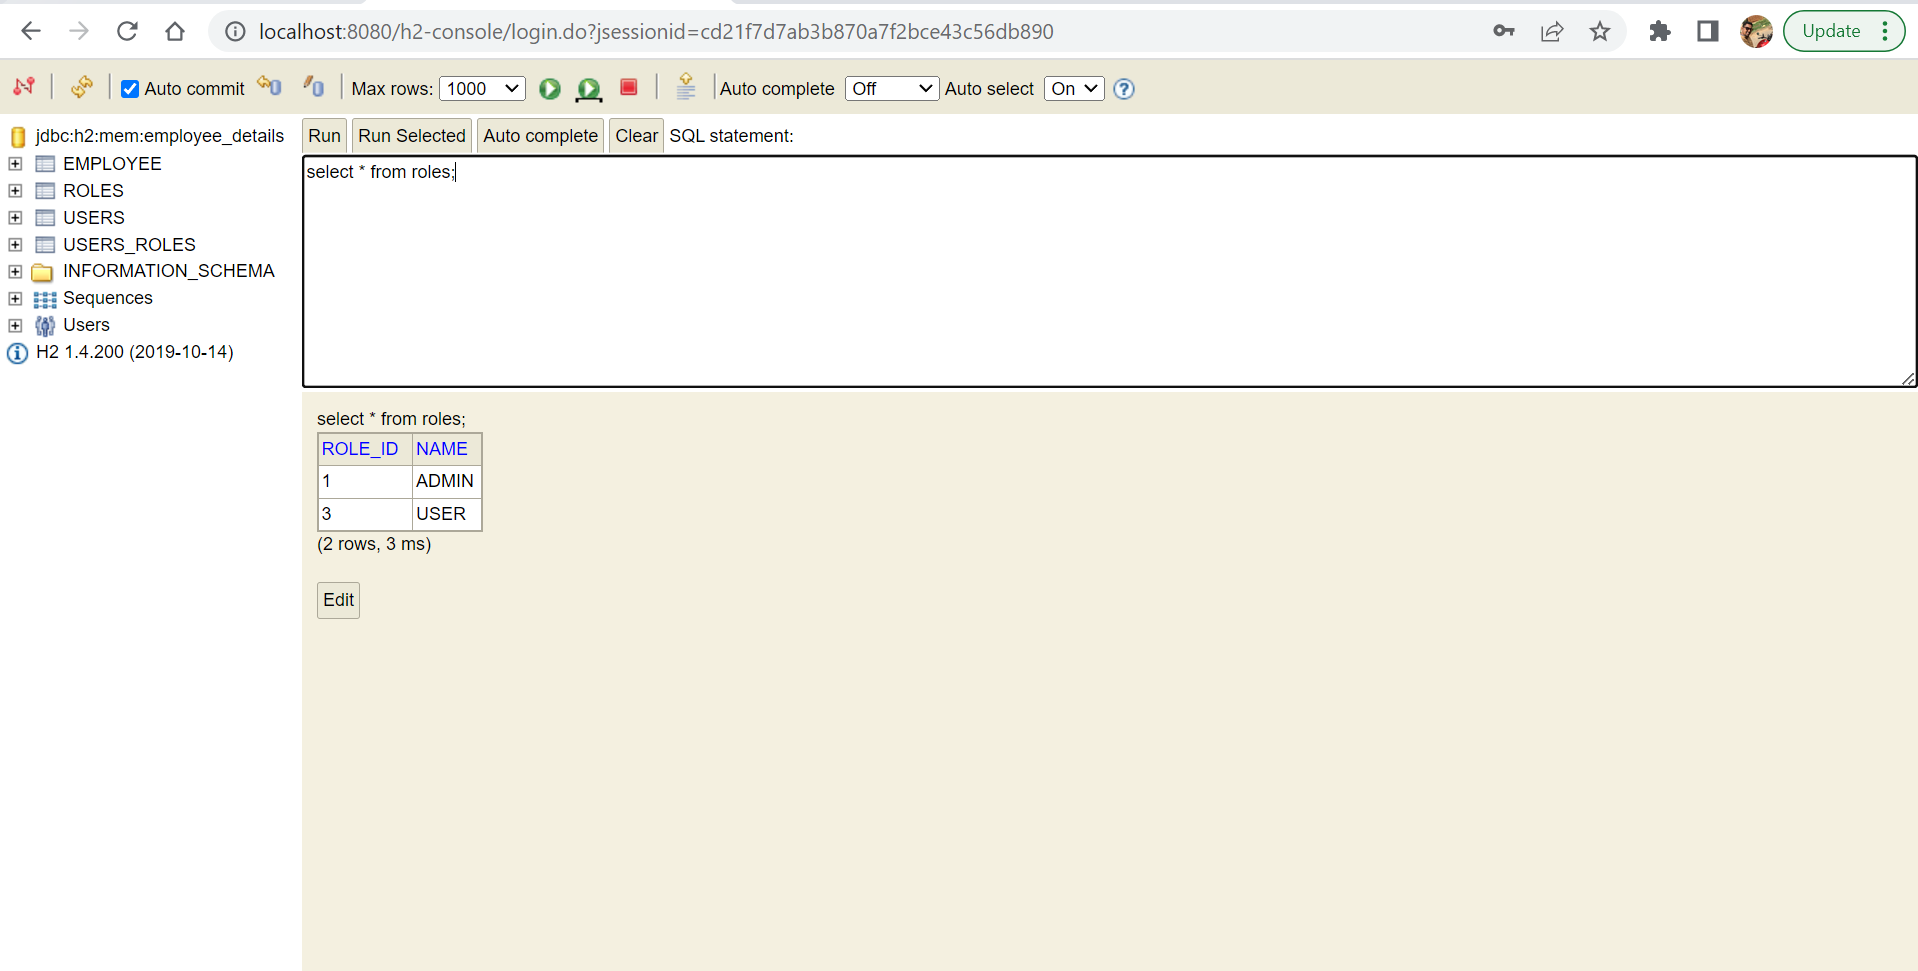 localhost:8080/h2-console/login.do?jsessionid=cd21f7d7ab3b870a7f2bce43c56db890
Update
Auto commit
Max rows: 1000
Auto complete Off
Auto select On
?
jdbc:h2:mem:employee_details
EMPLOYEE
ROLES
USERS
USERS_ROLES
INFORMATION_SCHEMA
Sequences
Users
H2 1.4.200 (2019-10-14)
Run Run Selected Auto complete Clear SQL statement:
select * from roles;
select * from roles;
ROLE_ID NAME
1 ADMIN
3 USER
(2 rows, 3 ms)
Edit